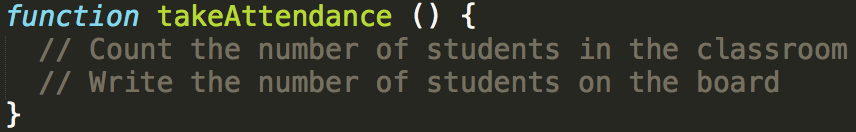 function takeAttendance () {
// Count the number of students in the classroom
// Write the number of students on the board
}